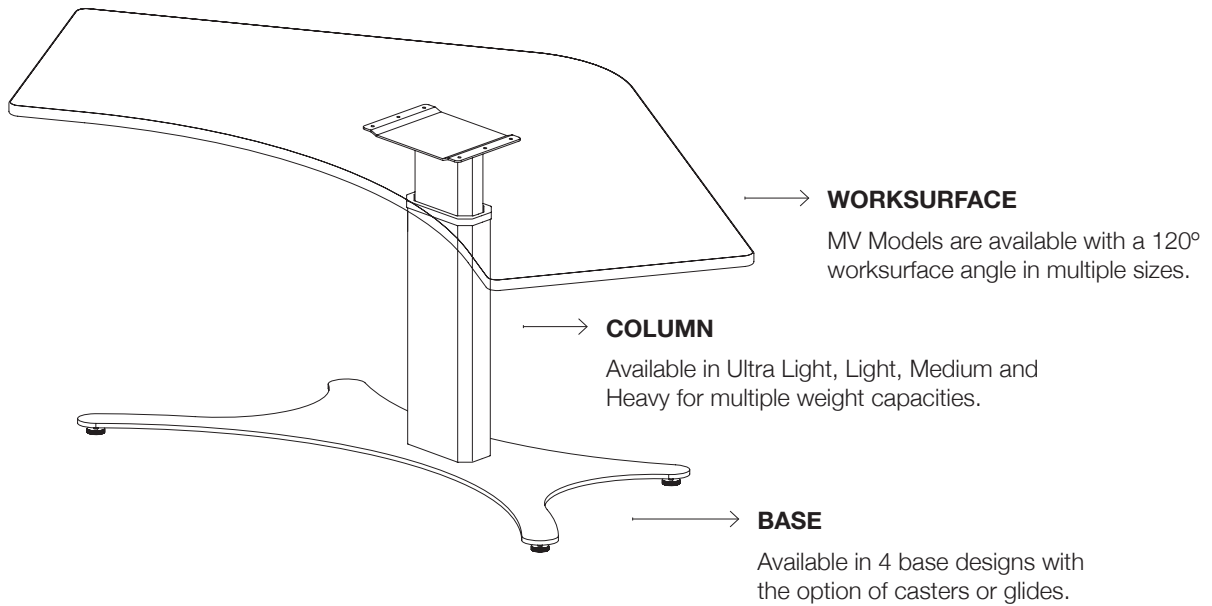 WORKSURFACE
MV Models are available with a 120º
worksurface angle in multiple sizes.
COLUMN
Available in Ultra Light, Light, Medium and
Heavy for multiple weight capacities.
BASE
Available in 4 base designs with
the option of casters or glides.